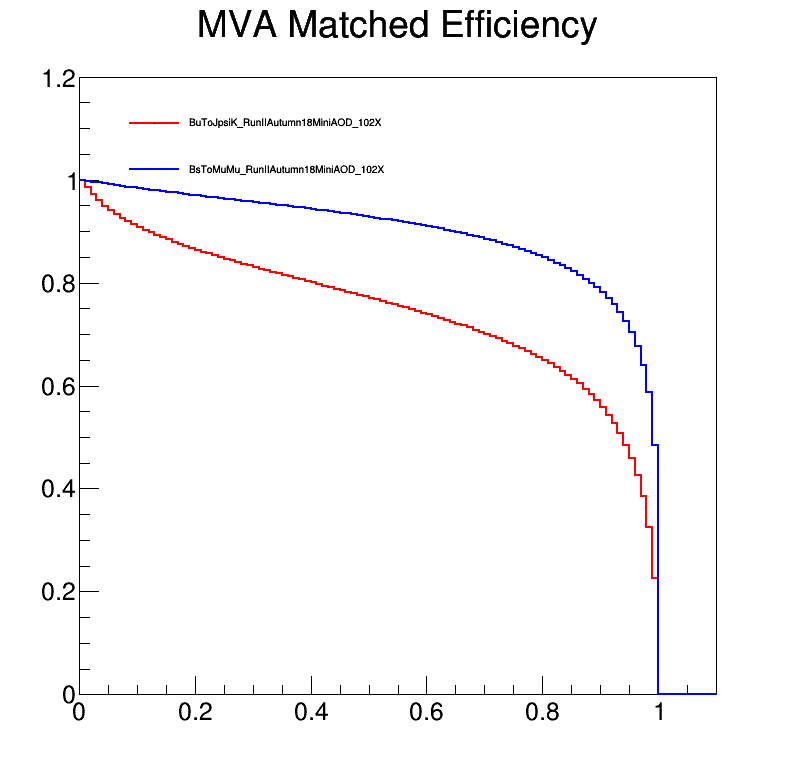 MVA Matched Efficiency
1.2
BuToJpsiK_RunIIAutumn18MiniAOD_102X
BsToMuMu_RunIIAutumn18MiniAOD_102X
1
0.8
0.6
0.4
0.2
0
0 0.2 0.4 0.6 0.8 1